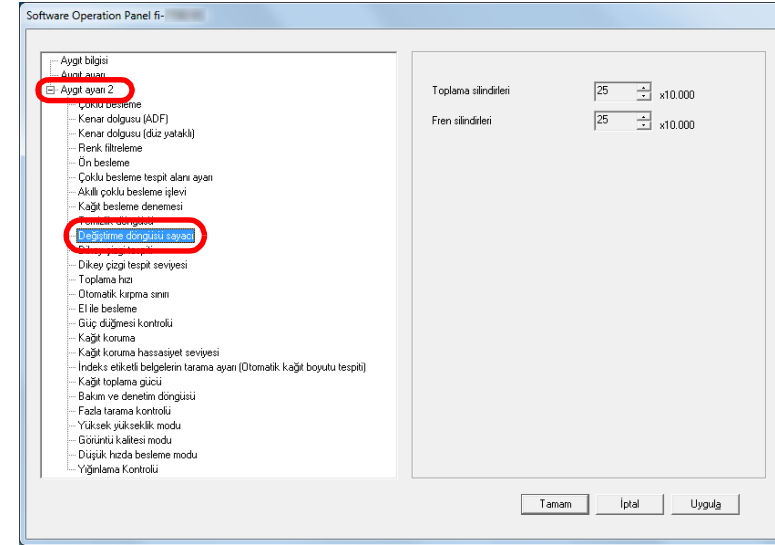 Software Operation Panel fi-
Aygıt bilgisi
Aygıt ayarı
Aygıt ayarı 2
Çoklu besleme
Kenar dolgusu (ADF)
Kenar dolgusu (düz yataklı)
Renk filtreleme
Ön besleme
Çoklu besleme tespit alanı ayarı
Akıllı çoklu besleme işlevi
Kağıt besleme denemesi
Temizlik döngüsü
Değiştirme döngüsü sayacı
Dikey çizgi tespiti
Dikey çizgi tespit seviyesi
Toplama hızı
Otomatik kırpma sınırı
El ile besleme
Güç düğmesi kontrolü
Kağıt koruma
Kağıt koruma hassasiyet seviyesi
İndeks etiketli belgelerin tarama ayarı (Otomatik kağıt boyutu tespiti)
Kağıt toplama gücü
Bakım ve denetim döngüsü
Fazla tarama kontrolü
Yüksek yükseklik modu
Görüntü kalitesi modu
Düşük hızda besleme modu
Yığınlama Kontrolü
Toplama silindirleri 25 x10.000
Fren silindirleri 25 x10.000
Tamam İptal Uygula